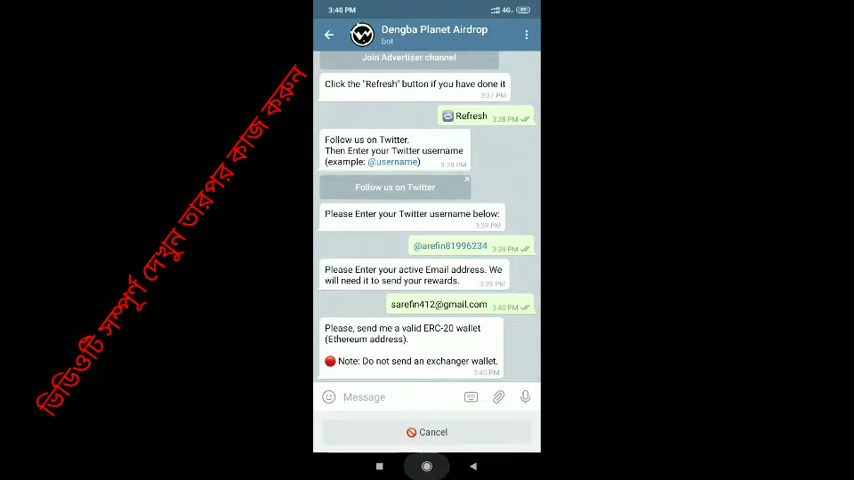 3:40 PM
4G
Dengba Planet Airdrop
bot
Join Advertiser channel
Click the "Refresh" button if you have done it
3:37 PM
Refresh 3:38 PM
Follow us on Twitter.
Then Enter your Twitter username
(example: @username)
3:38 PM
Follow us on Twitter
Please Enter your Twitter username below:
3:38 PM
@arefin81996234 3:39 PM
Please Enter your active Email address. We
will need it to send your rewards.
3:39 PM
sarefin412@gmail.com 3:40 PM
Please, send me a valid ERC-20 wallet
(Ethereum address).
Note: Do not send an exchanger wallet.
3:40 PM
Message
Cancel
ভিডিওটি সম্পূর্ণ দেখুন তারপর কাজ করুন